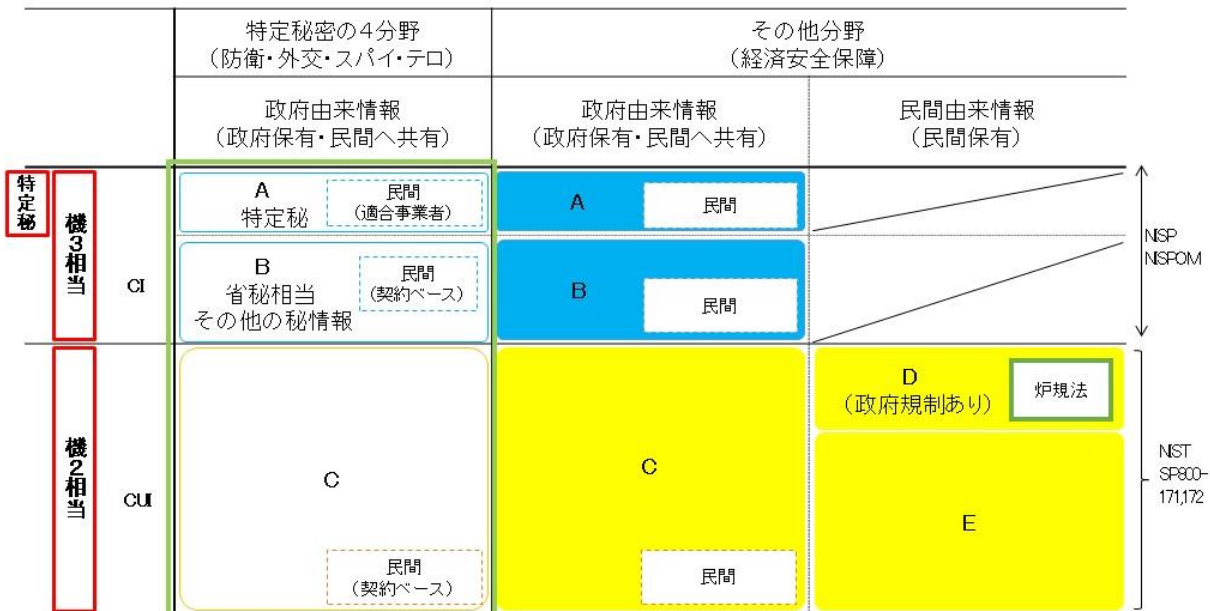 特定秘密の4分野
(防衛・外交・スパイ・テロ)
その他分野
(経済安全保障)
政府由来情報
(政府保有・民間へ共有)
政府由来情報
(政府保有・民間へ共有)
民間由来情報
(民間保有)
特定秘
機3相当
CI
A
特定秘
民間
(適合事業者)
A
民間
B
省秘相当
その他の秘情報
民間
(契約ベース)
B
民間
NISP
NISPOM
機2相当
CUI
C
民間
(契約ベース)
C
民間
D
(政府規制あり)
炉規法
E
NIST
SP800-
171,172